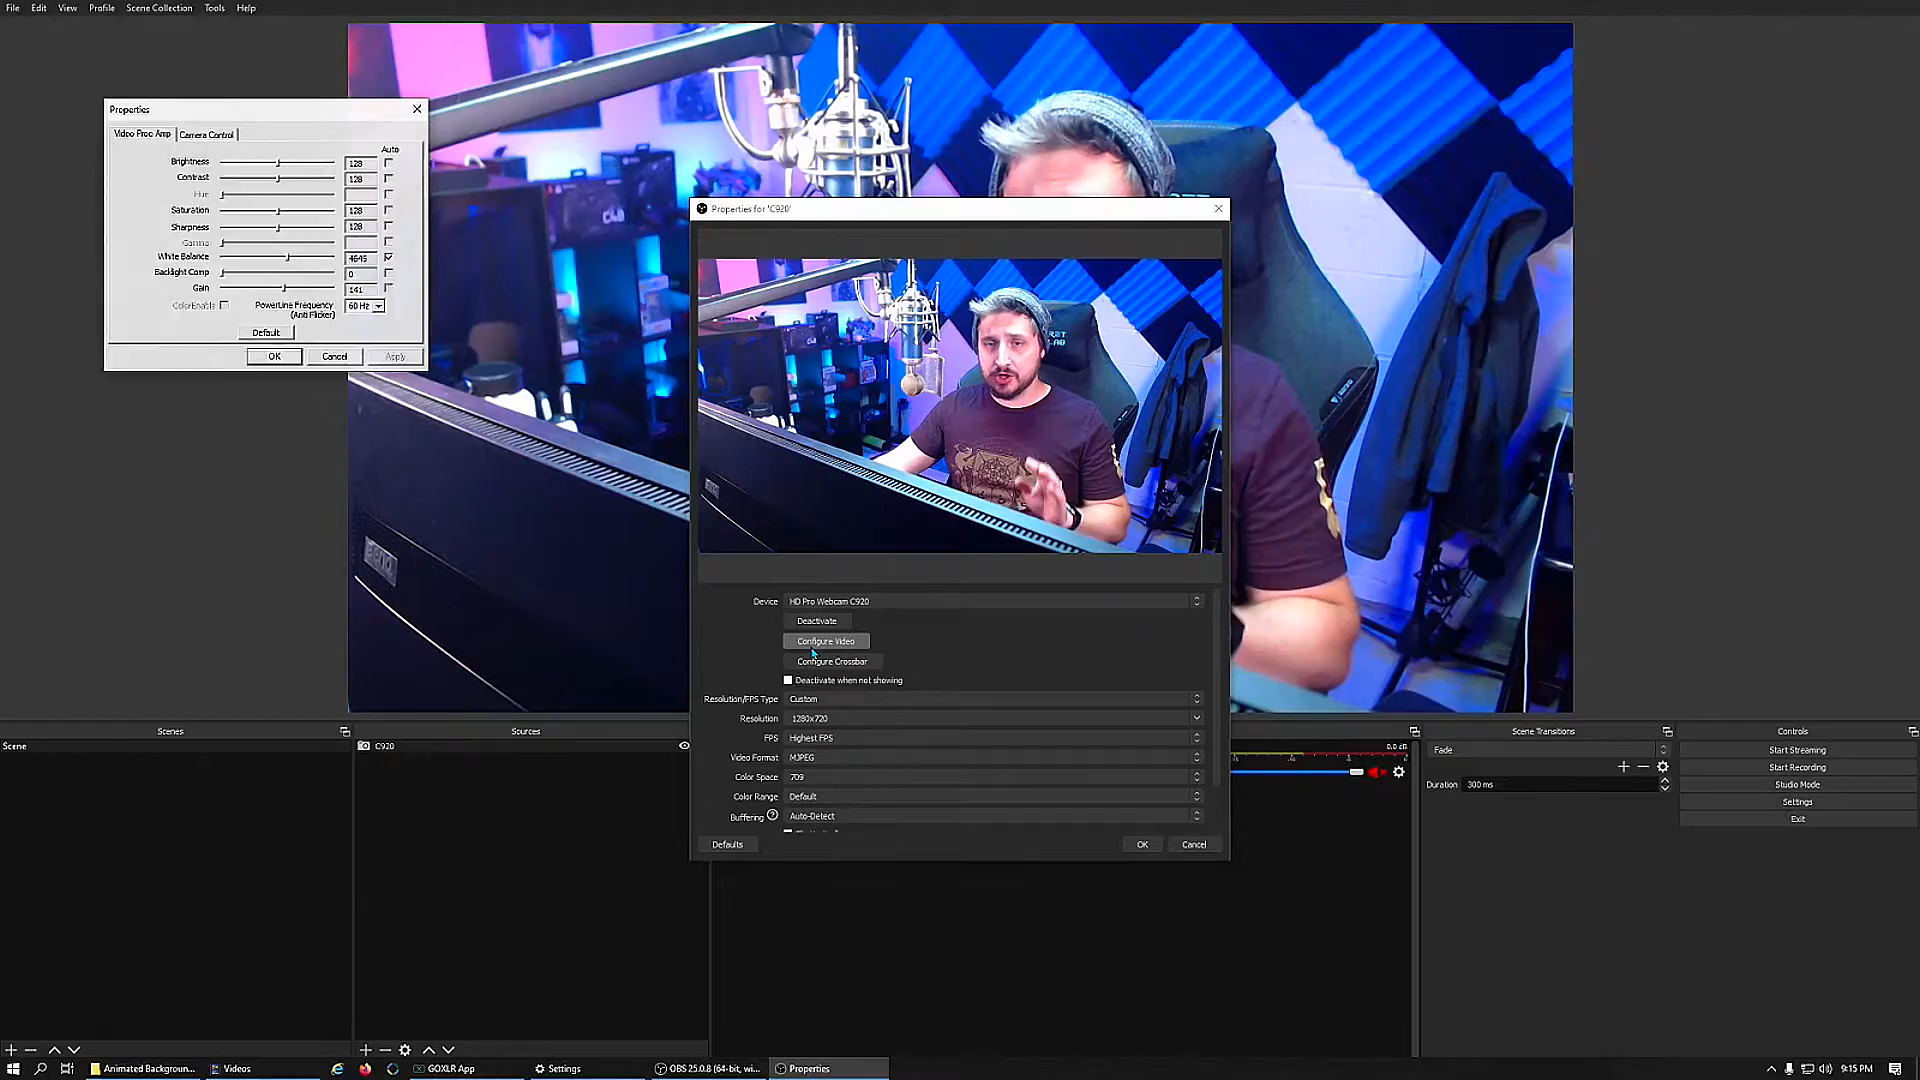 File Edit View Profile Scene Collection Tools Help
Properties
Video Proc Amp Camera Control
Auto
Brightness 128
Contrast 128
Hue
Saturation 128
Sharpness 128
Gamma
White Balance 4645
Backlight Comp 0
Gain 141
ColorEnable PowerLine Frequency (Anti Flicker) 60 Hz
Default
OK Cancel Apply
Properties for 'C920'
Device HD Pro Webcam C920
Deactivate
Configure Video
Configure Crossbar
Deactivate when not showing
Resolution/FPS Type Custom
Resolution 1280x720
FPS Highest FPS
Video Format MJPEG
Color Space 709
Color Range Default
Buffering Auto-Detect
Defaults OK Cancel
Scenes
Scene
Sources
C920
0.0 dB
Scene Transitions
Fade
Duration 300 ms
Controls
Start Streaming
Start Recording
Studio Mode
Settings
Exit
Animated Backgroun...
Videos
GOXLR App
Settings
OBS 25.0.8 (64-bit, wi...
Properties
9:15 PM